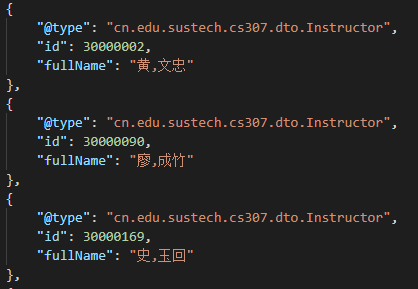 {
"@type": "cn.edu.sustech.cs307.dto.Instructor",
"id": 30000002,
"fullName": "黄,文忠"
},
{
"@type": "cn.edu.sustech.cs307.dto.Instructor",
"id": 30000090,
"fullName": "廖,成竹"
},
{
"@type": "cn.edu.sustech.cs307.dto.Instructor",
"id": 30000169,
"fullName": "史,玉回"
},